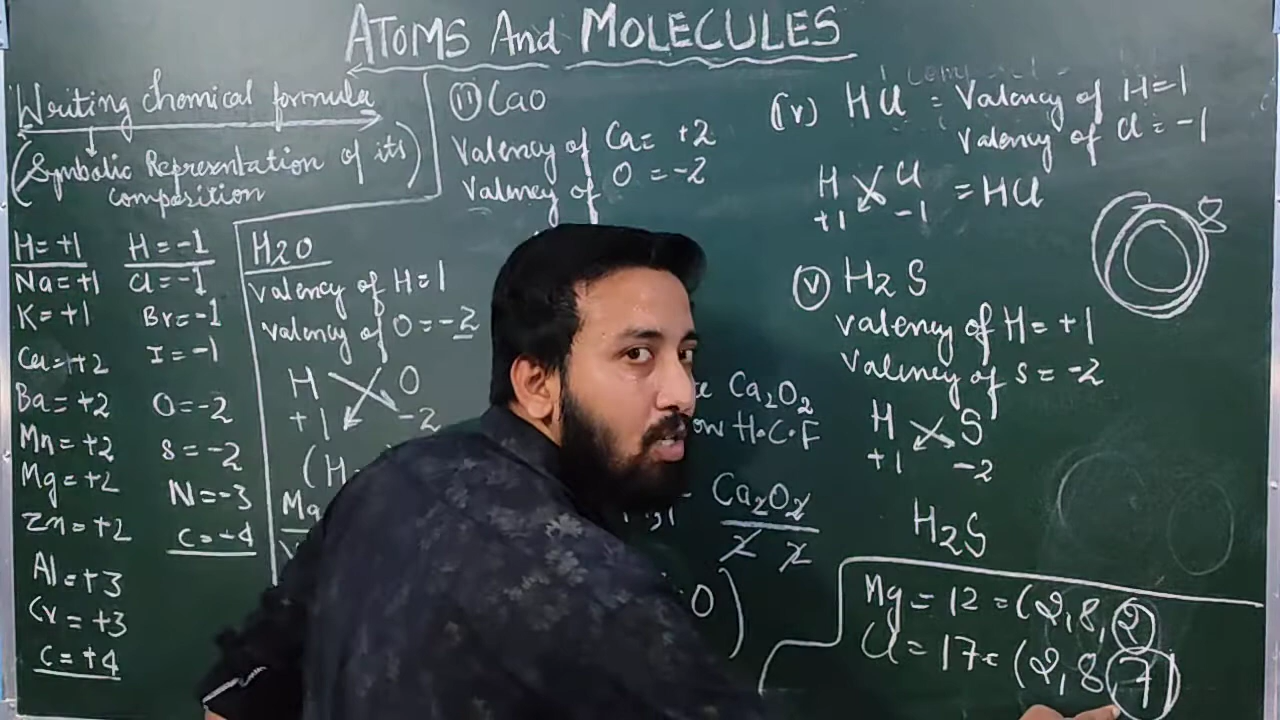 ATOMS And MOLECULES
Writing chemical formula
(Symbolic Represntation of its)
composition
H=+1
Na=+1
K=+1
Ca=+2
Ba=+2
Mn=+2
Mg=+2
Zn=+2
Al=+3
Cr=+3
C=+4
H=-1
Cl=-1
Br=-1
I=-1
O=-2
S=-2
N=-3
C=-4
H2O
Valency of H=1
Valency of O=-2
H O
+1 -2
(H
(ii) CaO
Valency of Ca= +2
Valency of O =-2
Ca2O2
H.C.F
Ca2O2
2 2
O)
(iv) HCl = Valency of H=1
Valency of Cl=-1
H Cl = HCl
+1 -1
8
(v) H2S
Valency of H= +1
Valency of S=-2
H S
+1 -2
H2S
Mg=12=(2,8,2
Cl=17=(2,8,7)